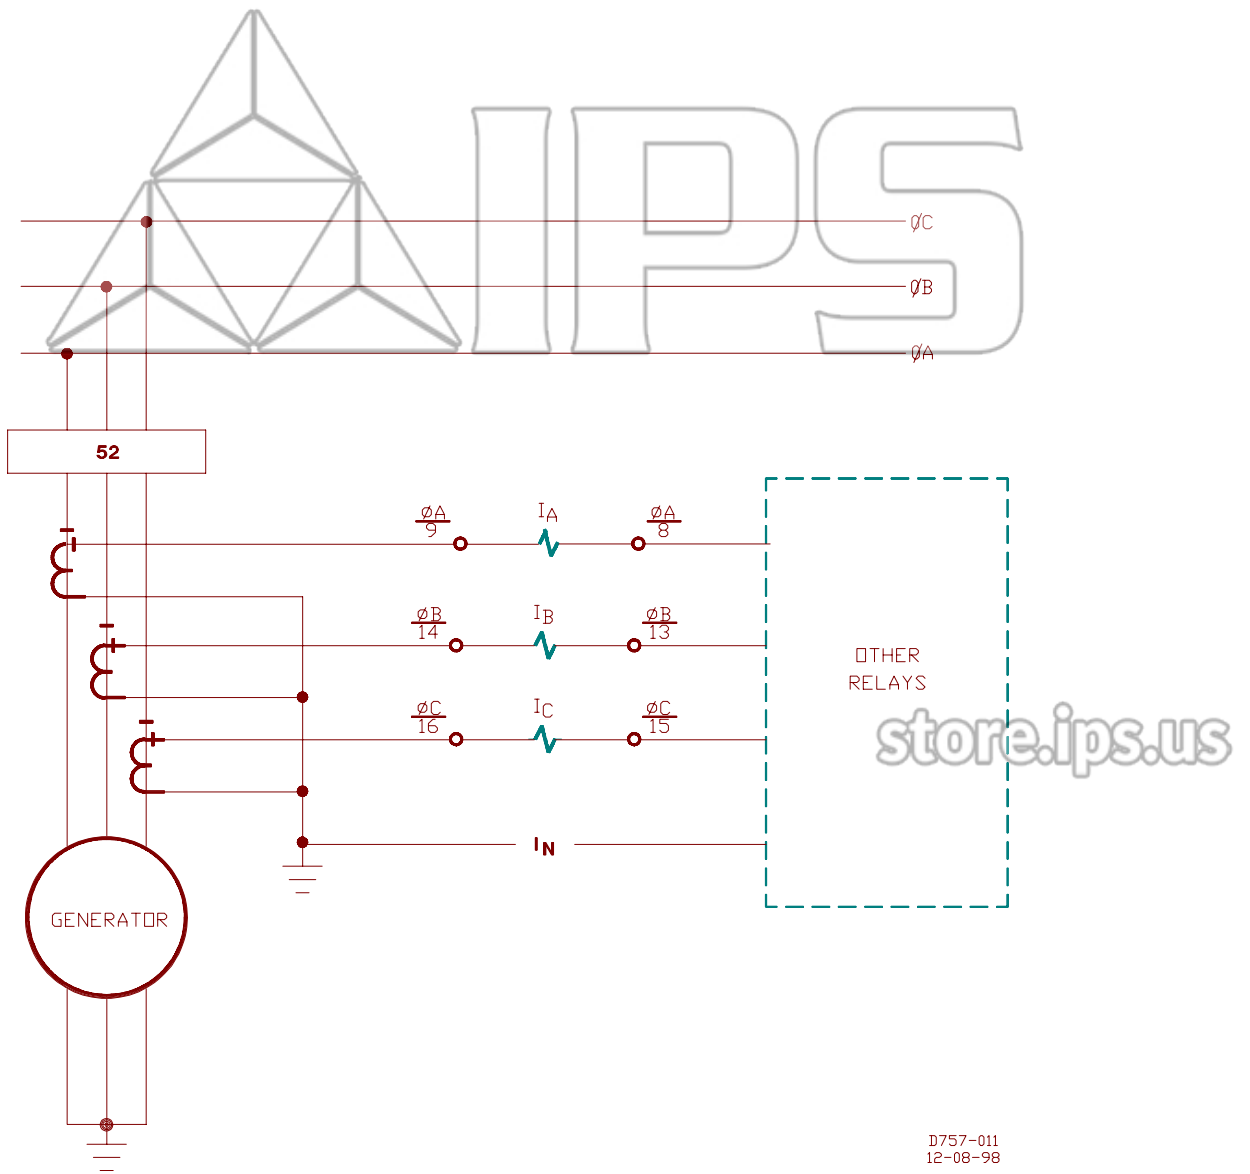 IPS
ØC
ØB
ØA
52
ØA
9
IA
ØA
8
ØB
14
IB
ØB
13
ØC
16
IC
ØC
15
OTHER
RELAYS
store.ips.us
IN
GENERATOR
D757-011
12-08-98